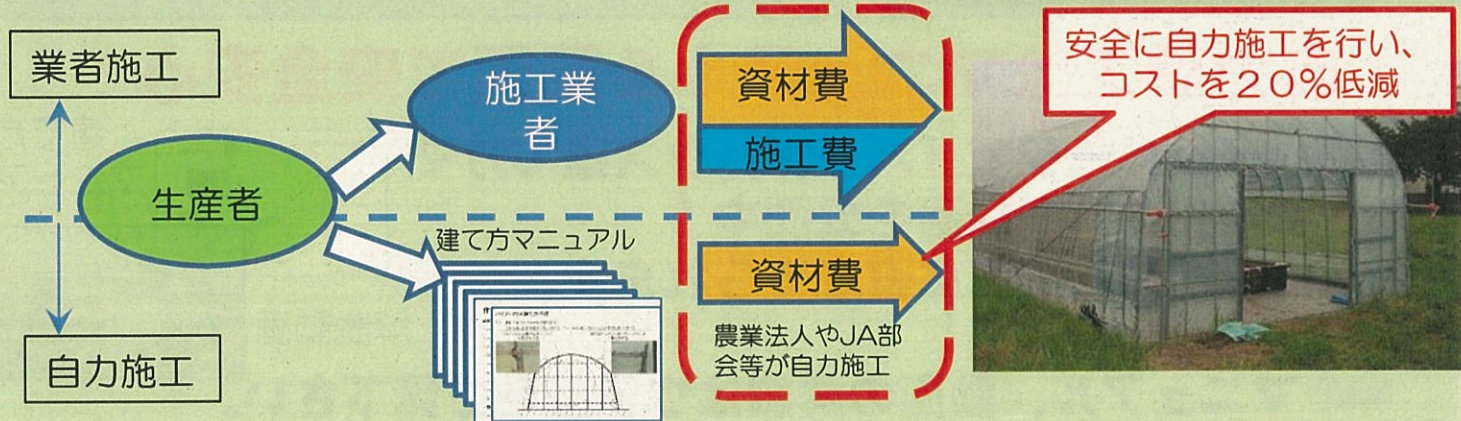 業者施工
施工業
者
生産者
資材費
施工費
安全に自力施工を行い、
コストを20%低減
建て方マニュアル
資材費
農業法人やJA部
会等が自力施工
自力施工